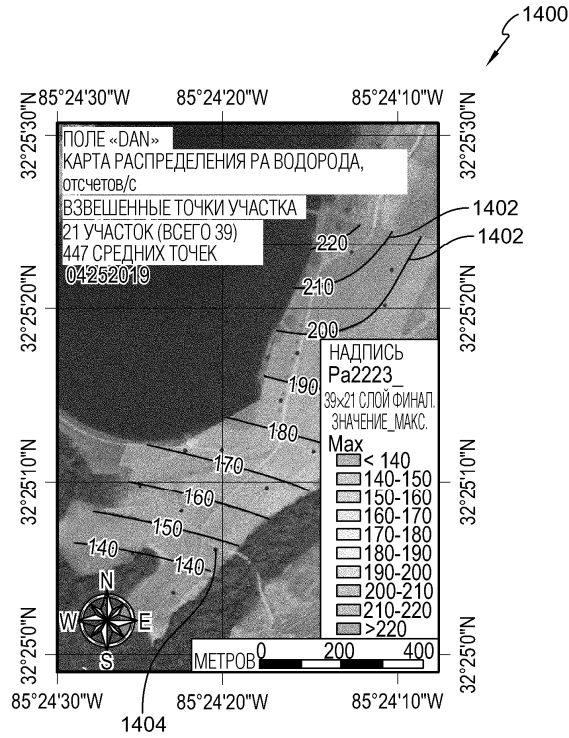 1400
85°24'30"W 85°24'20"W 85°24'10"W
32°25'30"N 32°25'30"N
ПОЛЕ «DAN»
КАРТА РАСПРЕДЕЛЕНИЯ РА ВОДОРОДА,
отсчетов/с
ВЗВЕШЕННЫЕ ТОЧКИ УЧАСТКА
21 УЧАСТОК (ВСЕГО 39)
447 СРЕДНИХ ТОЧЕК
04252019
1402
1402
220
210
200
32°25'20"N 32°25'20"N
190
180
170
160
150
140
140
НАДПИСЬ
Pa2223_
39×21 СЛОЙ ФИНАЛ.
ЗНАЧЕНИЕ_МАКС.
Max
< 140
140-150
150-160
160-170
170-180
180-190
190-200
200-210
210-220
>220
32°25'10"N 32°25'10"N
N
W E
S
МЕТРОВ 0 200 400
32°25'0"N 32°25'0"N
85°24'30"W 85°24'20"W 85°24'10"W
1404